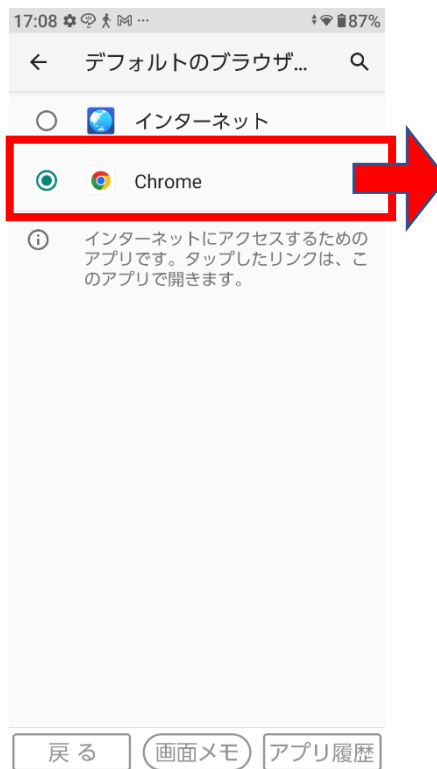 17:08 … 87%
デフォルトのブラウザ...
インターネット
Chrome
インターネットにアクセスするための
アプリです。タップしたリンクは、こ
のアプリで開きます。
戻る 画面メモ アプリ履歴